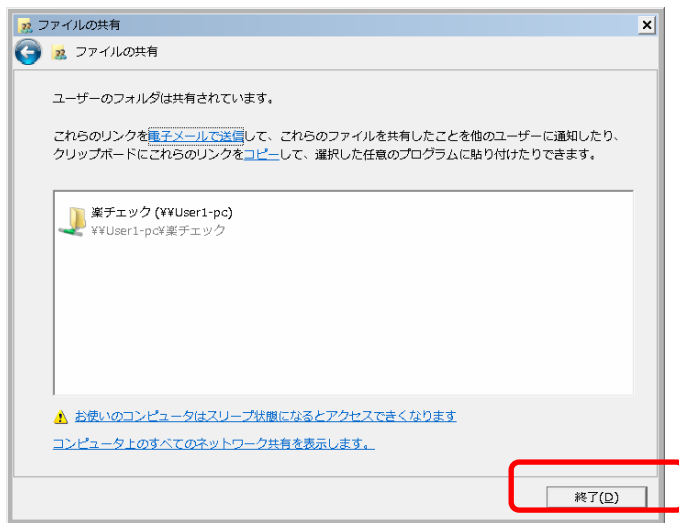 ファイルの共有
ファイルの共有
ユーザーのフォルダは共有されています。
これらのリンクを電子メールで送信して、これらのファイルを共有したことを他のユーザーに通知したり、
クリップボードにこれらのリンクをコピーして、選択した任意のプログラムに貼り付けたりできます。
楽チェック (¥¥User1-pc)
¥¥User1-pc¥楽チェック
お使いのコンピュータはスリープ状態になるとアクセスできくなります
コンピュータ上のすべてのネットワーク共有を表示します。
終了(D)